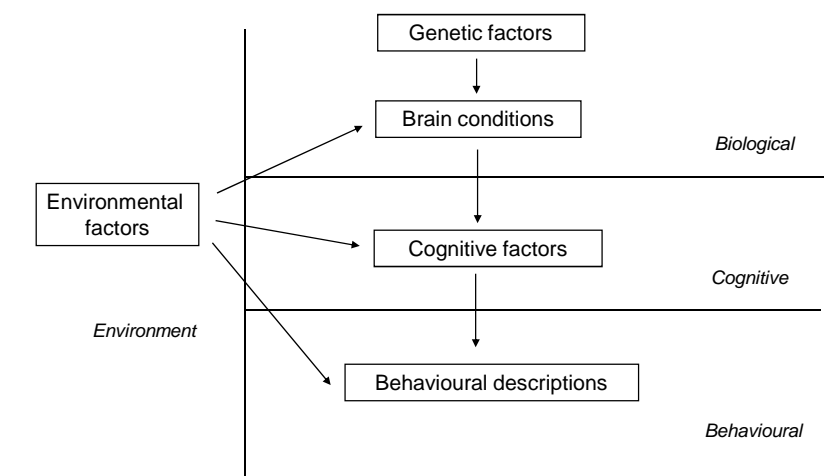 Genetic factors
Brain conditions
Biological
Environmental
factors
Cognitive factors
Cognitive
Environment
Behavioural descriptions
Behavioural